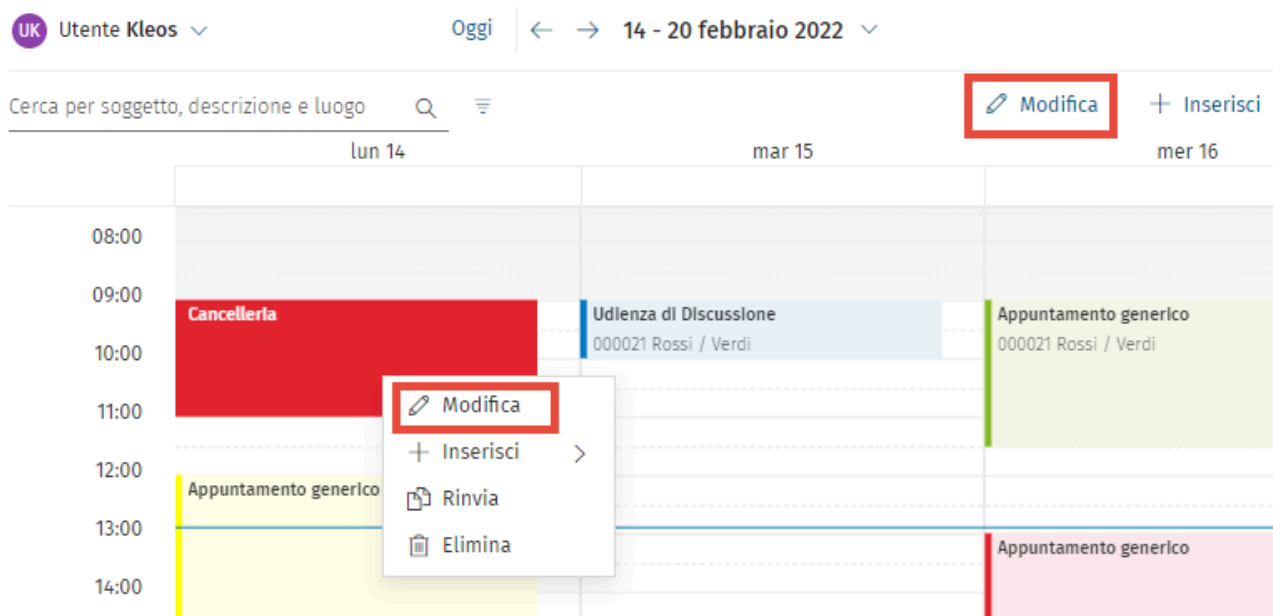 UK Utente Kleos Oggi 14 - 20 febbraio 2022
Cerca per soggetto, descrizione e luogo Modifica Inserisci
lun 14 mar 15 mer 16
08:00
09:00
Cancelleria Udienza di Discussione Appuntamento generico
000021 Rossi / Verdi 000021 Rossi / Verdi
10:00
Modifica
11:00
Inserisci
12:00
Appuntamento generico Rinvia
13:00
Elimina Appuntamento generico
14:00